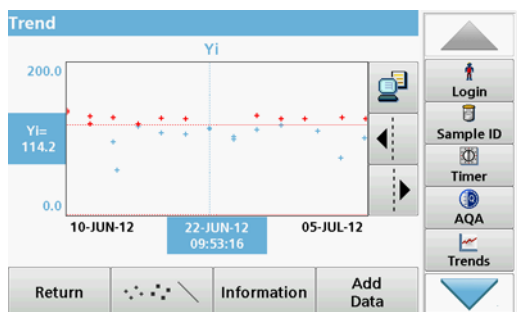 Trend
Yi
200.0
Yi=
114.2
0.0
10-JUN-12
22-JUN-12
09:53:16
05-JUL-12
Return
Information
Add
Data
Login
Sample ID
Timer
AQA
Trends